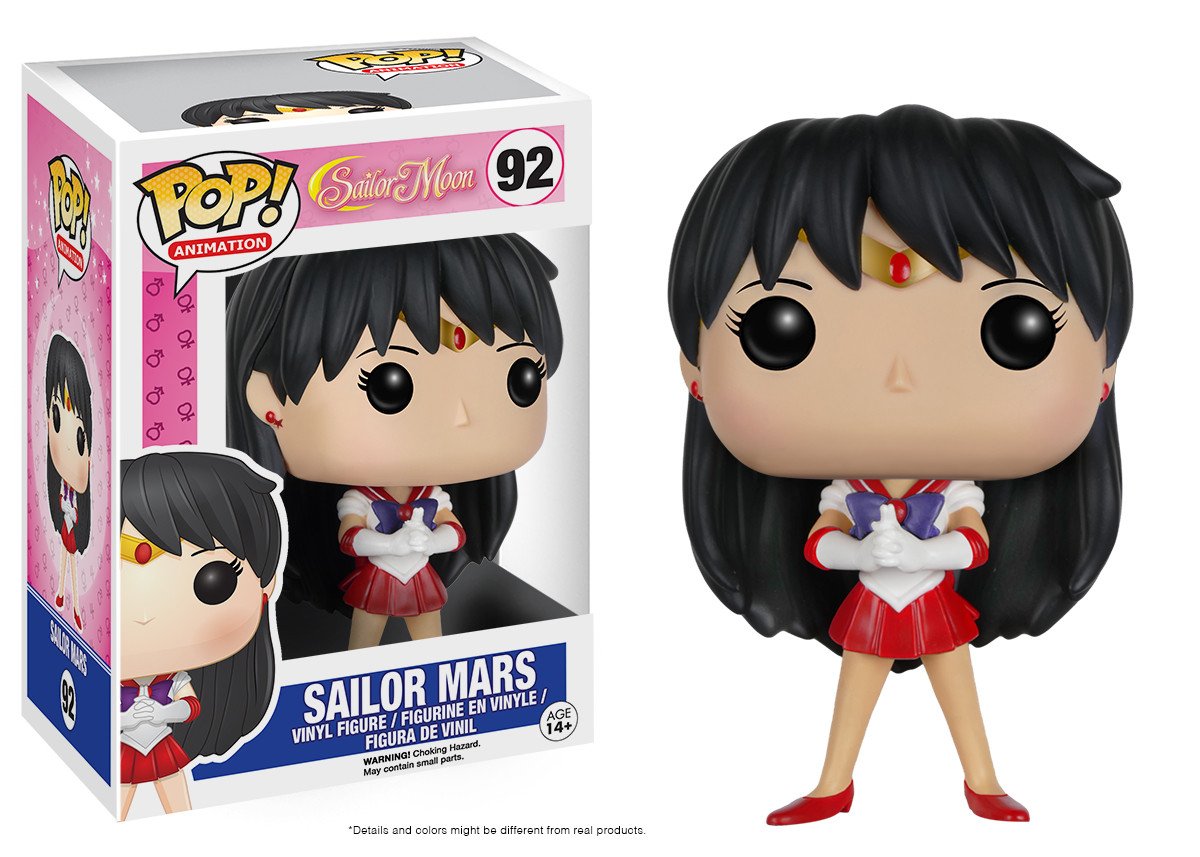 POP!
ANIMATION
POP!
ANIMATION
Sailor Moon
92
POP!
ANIMATION
SAILOR MARS
92
SAILOR MARS
VINYL FIGURE / FIGURINE EN VINYLE /
FIGURA DE VINIL
AGE
14+
WARNING! Choking Hazard.
May contain small parts.
*Details and colors might be different from real products.